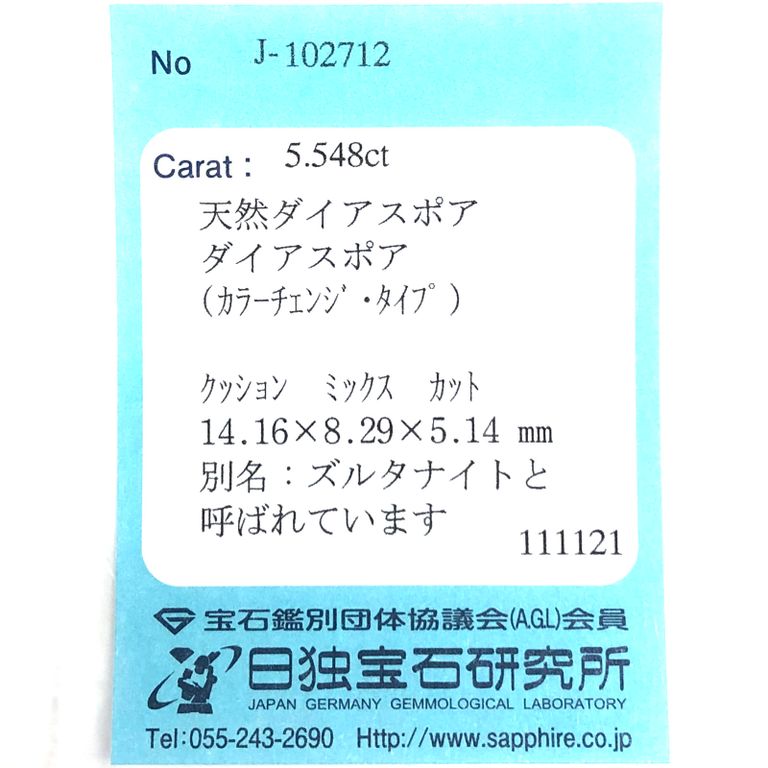 No J-102712
Carat : 5.548ct
天然ダイアスポア
ダイアスポア
(ｶﾗｰﾁｪﾝｼﾞ・ﾀｲﾌﾟ)
ｸｯｼｮﾝ ﾐｯｸｽ ｶｯﾄ
14.16×8.29×5.14 mm
別名：ズルタナイトと
呼ばれています
111121
宝石鑑別団体協議会(A.GL)会員
日独宝石研究所
JAPAN GERMANY GEMMOLOGICAL LABORATORY
Tel:055-243-2690 Http://www.sapphire.co.jp